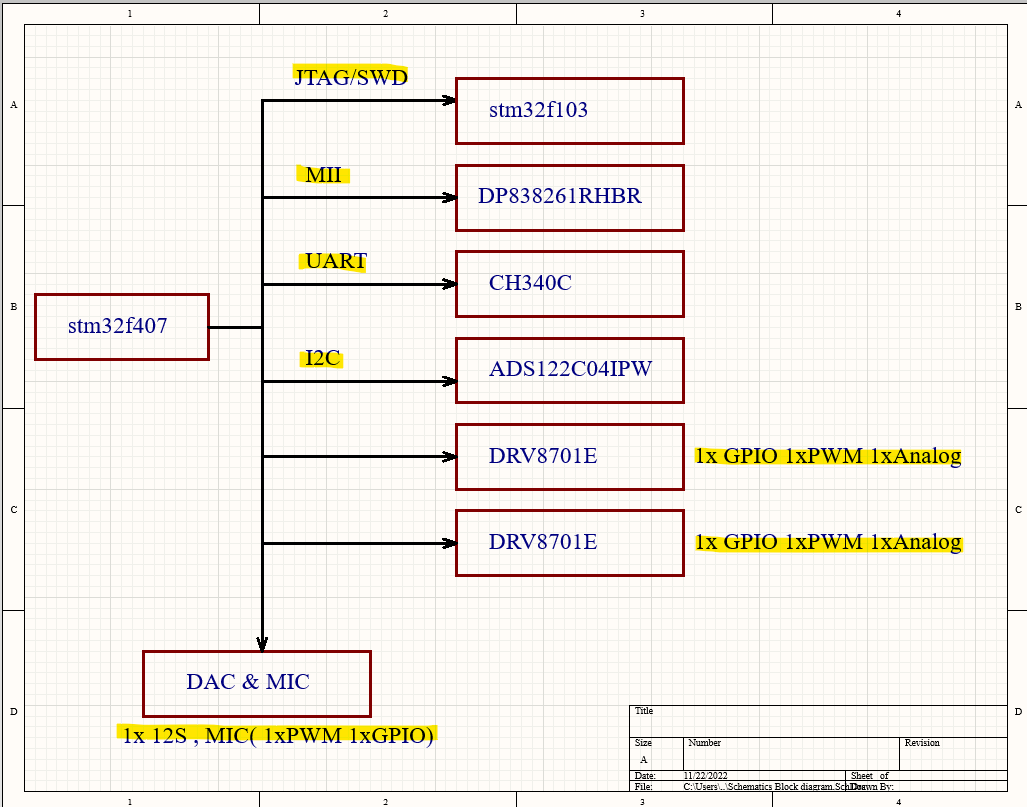 1 2 3 4
JTAG/SWD
A A
stm32f103
MII
DP838261RHBR
UART
CH340C
B B
stm32f407
I2C
ADS122C04IPW
DRV8701E 1x GPIO 1xPWM 1xAnalog
C C
DRV8701E 1x GPIO 1xPWM 1xAnalog
DAC & MIC
1x 12S , MIC( 1xPWM 1xGPIO)
D D
Title
Size Number Revision
A
Date: 11/22/2022 Sheet of
File: C:\Users\..\Schematics Block diagram.Sch Drawn By:
1 2 3 4